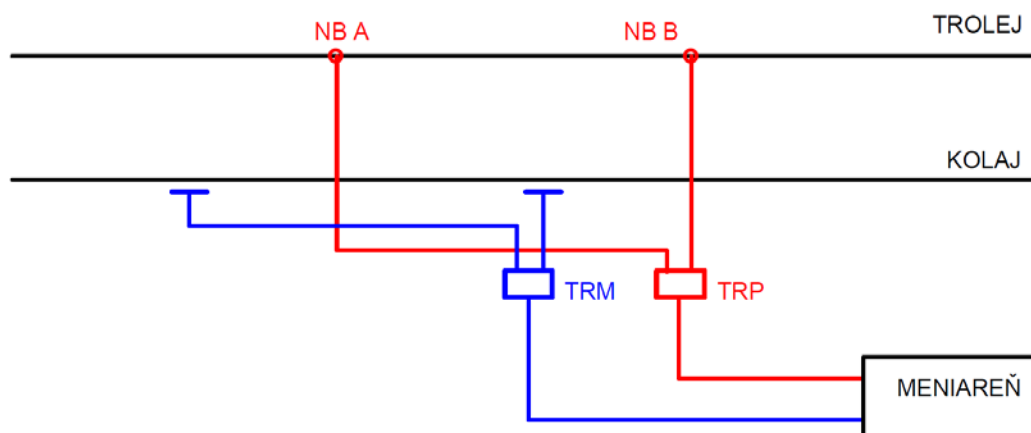 NB A
NB B
TROLEJ
KOLAJ
TRM
TRP
MENIAREŇ